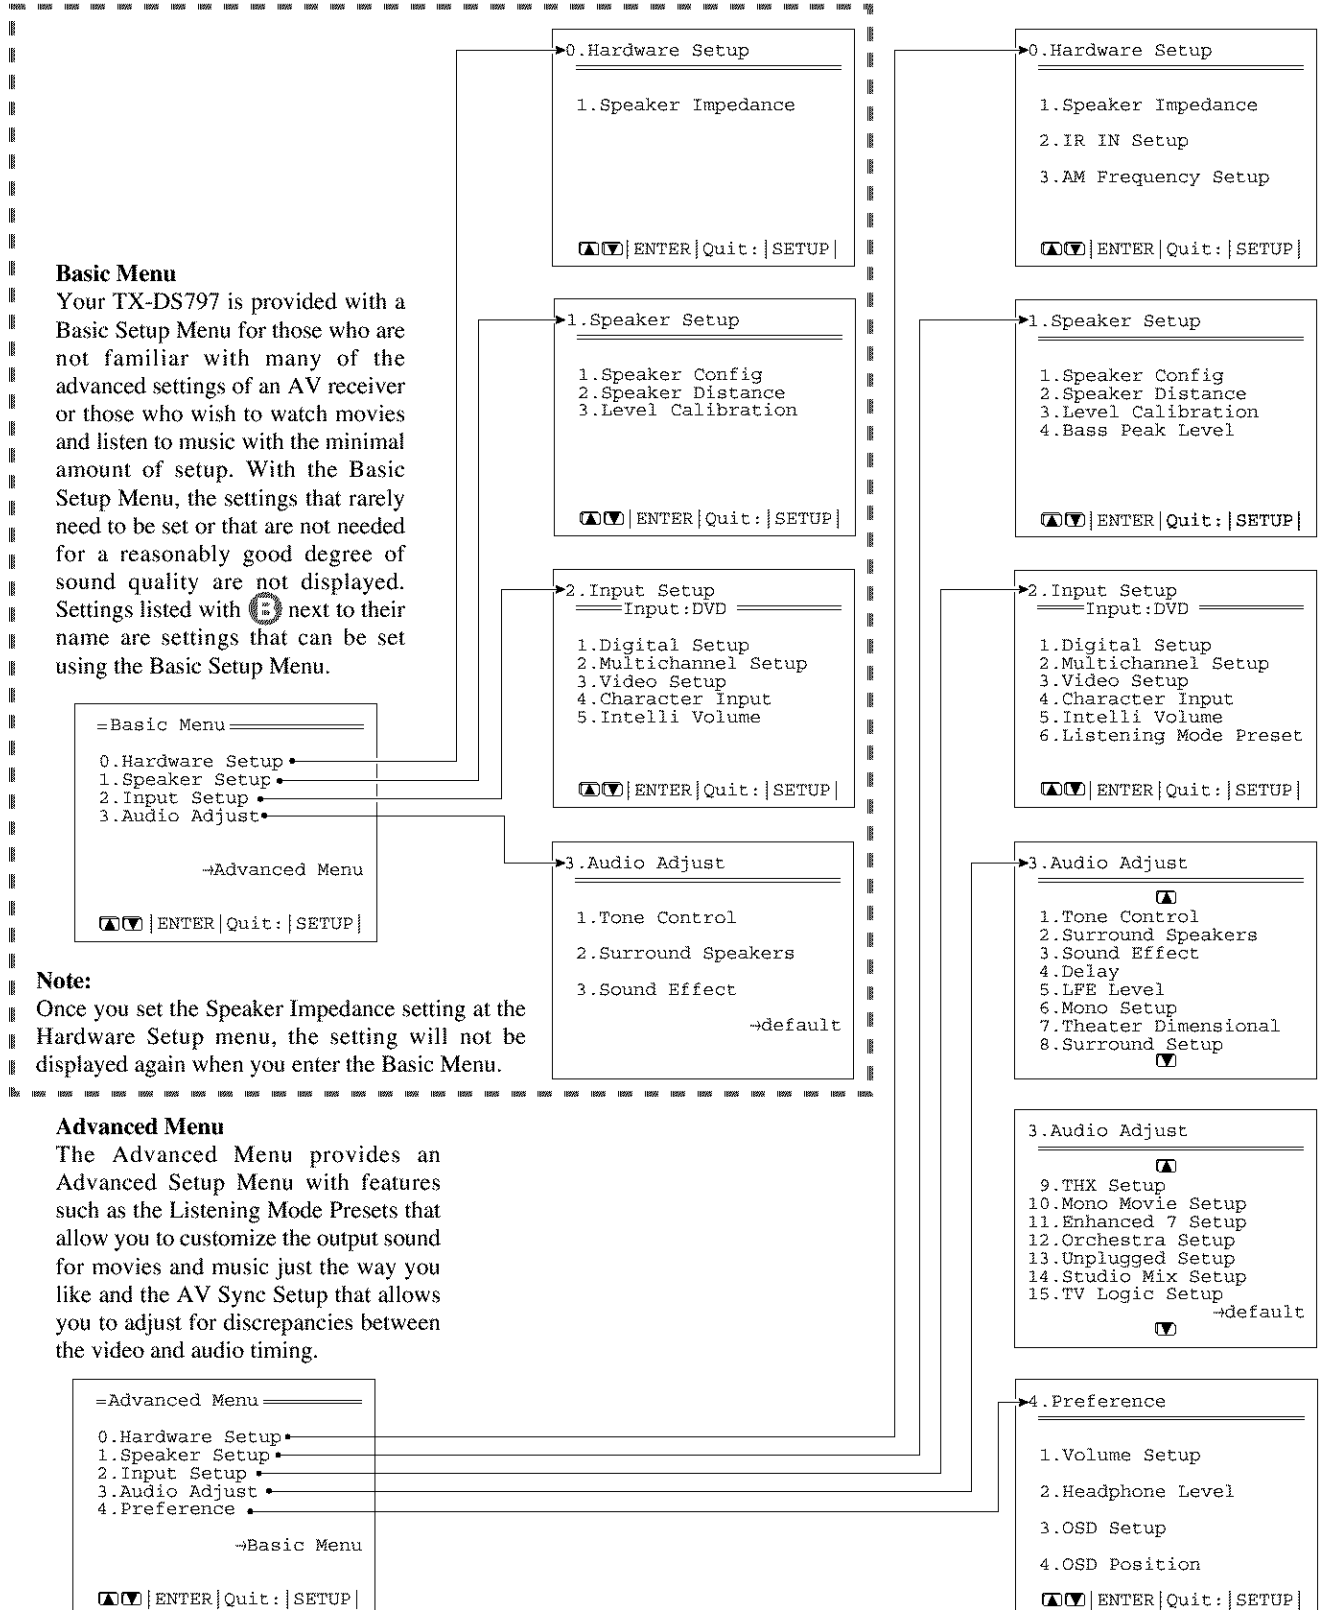 0.Hardware Setup
1.Speaker Impedance
ENTER Quit: SETUP
0.Hardware Setup
1.Speaker Impedance
2.IR IN Setup
3.AM Frequency Setup
ENTER Quit: SETUP
Basic Menu
Your TX-DS797 is provided with a
Basic Setup Menu for those who are
not familiar with many of the
advanced settings of an AV receiver
or those who wish to watch movies
and listen to music with the minimal
amount of setup. With the Basic
Setup Menu, the settings that rarely
need to be set or that are not needed
for a reasonably good degree of
sound quality are not displayed.
Settings listed with B next to their
name are settings that can be set
using the Basic Setup Menu.
1.Speaker Setup
1.Speaker Config
2.Speaker Distance
3.Level Calibration
ENTER Quit: SETUP
1.Speaker Setup
1.Speaker Config
2.Speaker Distance
3.Level Calibration
4.Bass Peak Level
ENTER Quit: SETUP
2.Input Setup
Input:DVD
1.Digital Setup
2.Multichannel Setup
3.Video Setup
4.Character Input
5.Intelli Volume
ENTER Quit: SETUP
2.Input Setup
Input:DVD
1.Digital Setup
2.Multichannel Setup
3.Video Setup
4.Character Input
5.Intelli Volume
6.Listening Mode Preset
ENTER Quit: SETUP
=Basic Menu
0.Hardware Setup
1.Speaker Setup
2.Input Setup
3.Audio Adjust
→Advanced Menu
ENTER Quit: SETUP
3.Audio Adjust
1.Tone Control
2.Surround Speakers
3.Sound Effect
→default
3.Audio Adjust
1.Tone Control
2.Surround Speakers
3.Sound Effect
4.Delay
5.LFE Level
6.Mono Setup
7.Theater Dimensional
8.Surround Setup
Note:
Once you set the Speaker Impedance setting at the
Hardware Setup menu, the setting will not be
displayed again when you enter the Basic Menu.
Advanced Menu
The Advanced Menu provides an
Advanced Setup Menu with features
such as the Listening Mode Presets that
allow you to customize the output sound
for movies and music just the way you
like and the AV Sync Setup that allows
you to adjust for discrepancies between
the video and audio timing.
3.Audio Adjust
9.THX Setup
10.Mono Movie Setup
11.Enhanced 7 Setup
12.Orchestra Setup
13.Unplugged Setup
14.Studio Mix Setup
15.TV Logic Setup
→default
=Advanced Menu
0.Hardware Setup
1.Speaker Setup
2.Input Setup
3.Audio Adjust
4.Preference
→Basic Menu
ENTER Quit: SETUP
4.Preference
1.Volume Setup
2.Headphone Level
3.OSD Setup
4.OSD Position
ENTER Quit: SETUP